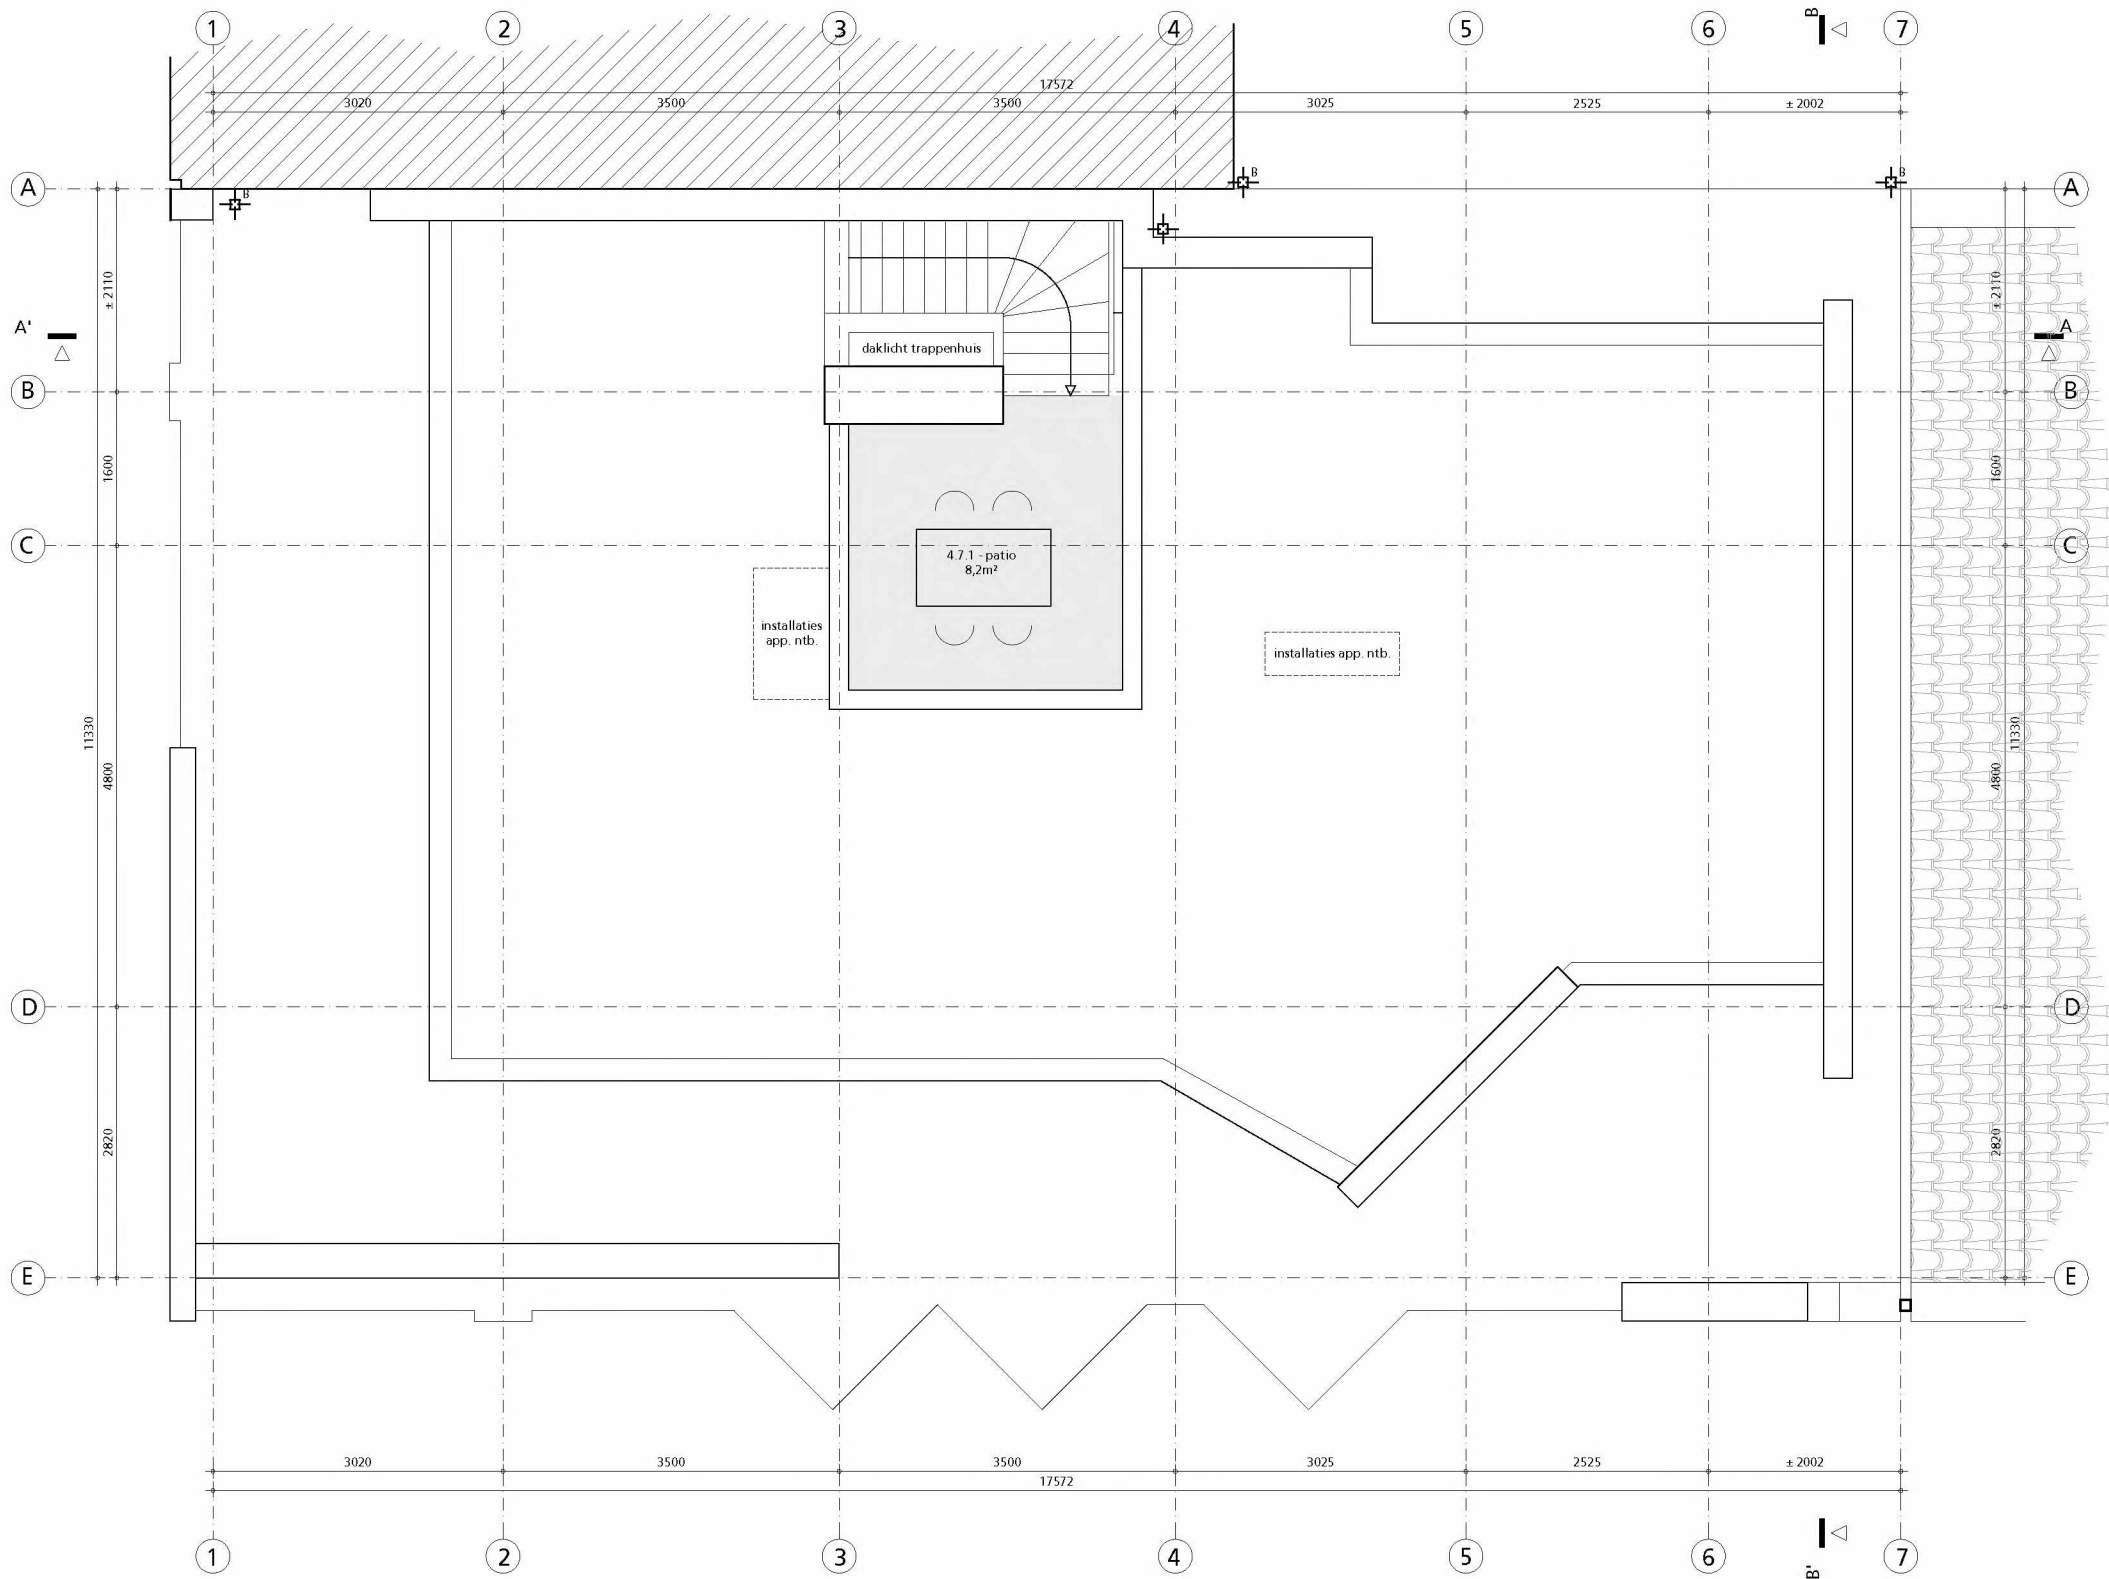 1 2 3 4 5 6 7
B
17572
3020 3500 3500 3025 2525 ± 2002
A A
B B B
± 2110 ± 2110
A' A
daklicht trappenhuis
B B
1600 1600
C C
4.7.1 - patio
8,2m²
installaties
app. ntb.
installaties app. ntb.
11330 11330
4800 4800
D D
2820 2820
E E
3020 3500 3500 3025 2525 ± 2002
17572
1 2 3 4 5 6 7
B'